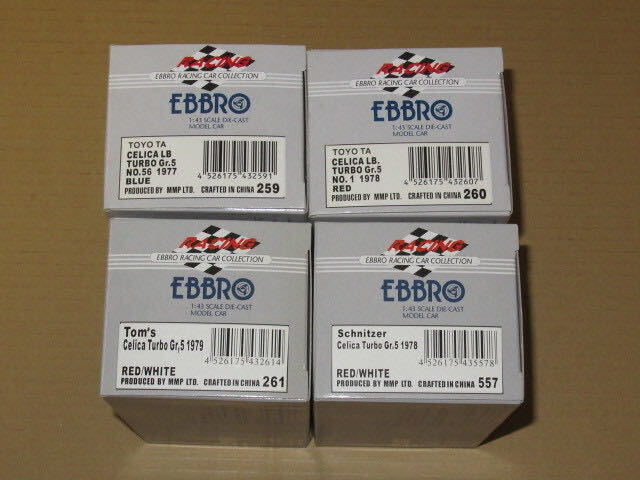 RACING
EBBRO RACING CAR COLLECTION
EBBRO
1:43 SCALE DIE-CAST
MODEL CAR
TOYO TA
CELICA LB
TURBO Gr.5
NO.56 1977
BLUE
4 526175 432591
PRODUCED BY MMP LTD. CRAFTED IN CHINA 259
RACING
EBBRO RACING CAR COLLECTION
EBBRO
1:43 SCALE DIE-CAST
MODEL CAR
TOYO TA
CELICA LB.
TURBO Gr.5
NO.1 1978
RED
4 526175 432607
PRODUCED BY MMP LTD. CRAFTED IN CHINA 260
RACING
EBBRO RACING CAR COLLECTION
EBBRO
1:43 SCALE DIE-CAST
MODEL CAR
Tom's
Celica Turbo Gr,5 1979
4 526175 432614
RED/WHITE
PRODUCED BY MMP LTD. CRAFTED IN CHINA 261
RACING
EBBRO RACING CAR COLLECTION
EBBRO
1:43 SCALE DIE-CAST
MODEL CAR
Schnitzer
Celica Turbo Gr.5 1978
4 526175 435578
RED/WHITE
PRODUCED BY MMP LTD. CRAFTED IN CHINA 557